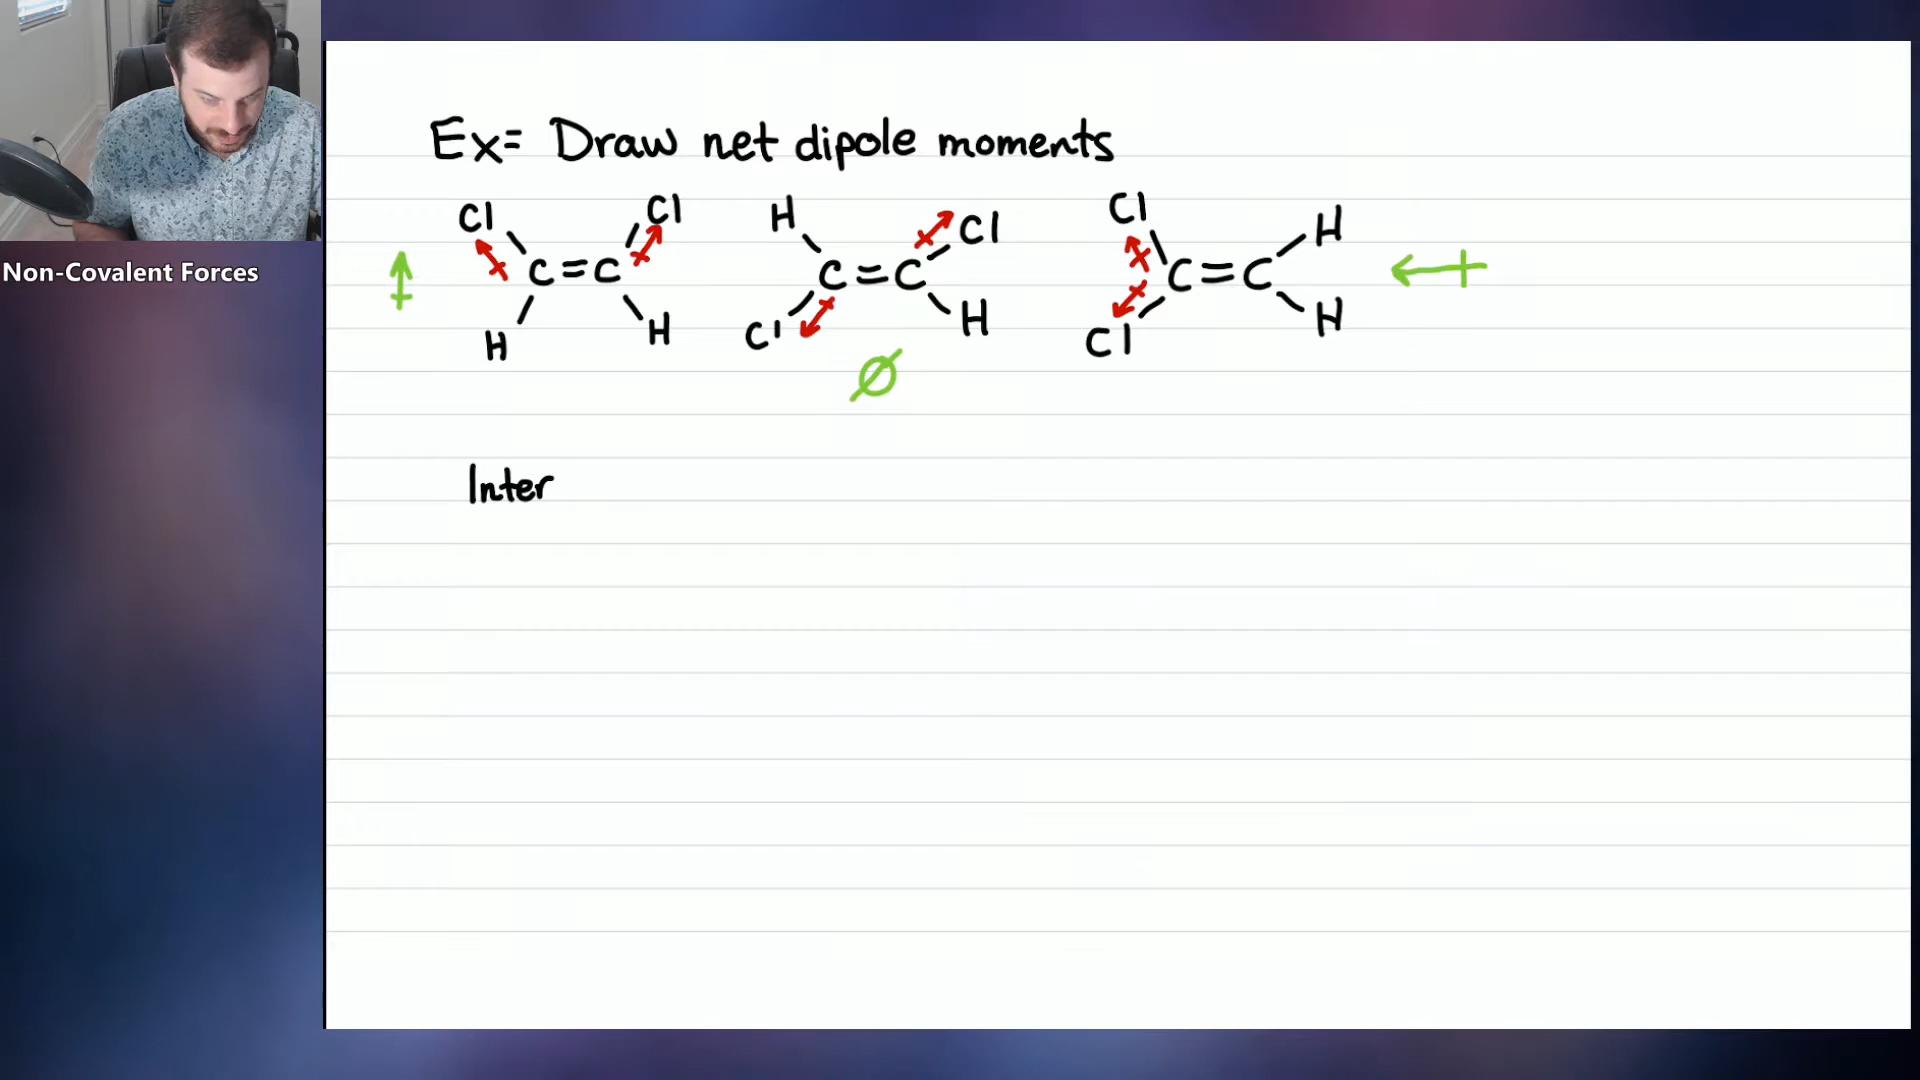 Ex= Draw net dipole moments
Cl Cl H Cl Cl H
C=C C=C C=C
H H Cl H Cl H
Ø
Non-Covalent Forces
Inter